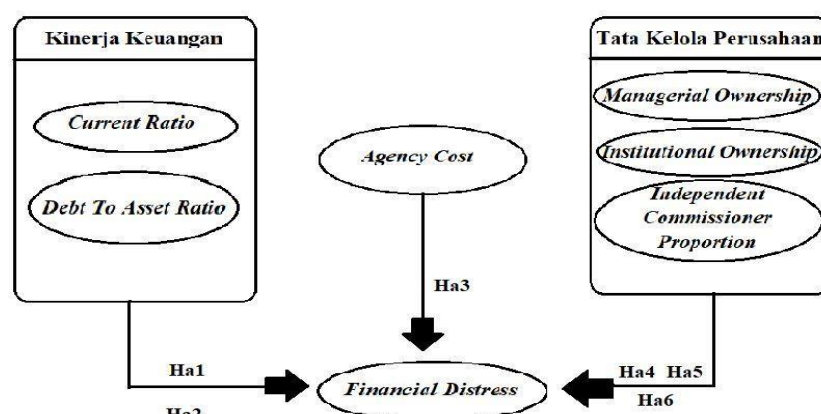 Kinerja Keuangan
Current Ratio
Debt To Asset Ratio
Agency Cost
Tata Kelola Perusahaan
Managerial Ownership
Institutional Ownership
Independent
Commissioner
Proportion
Ha3
Ha1
Financial Distress
Ha4 Ha5
Ha6